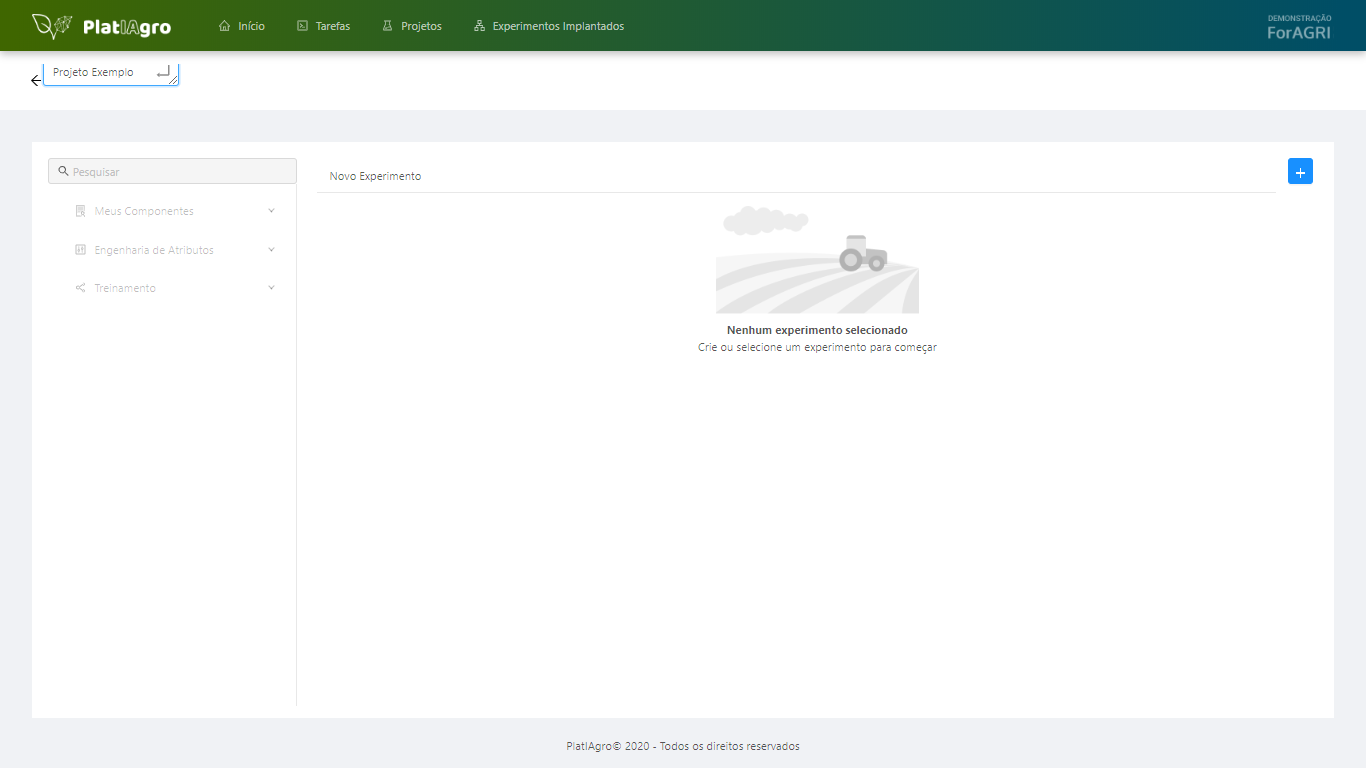 PlatIAgro
Início
Tarefas
Projetos
Experimentos Implantados
DEMONSTRAÇÃO
ForAGRI
Projeto Exemplo
Pesquisar
Meus Componentes
Engenharia de Atributos
Treinamento
Novo Experimento
Nenhum experimento selecionado
Crie ou selecione um experimento para começar
PlatIAgro© 2020 - Todos os direitos reservados